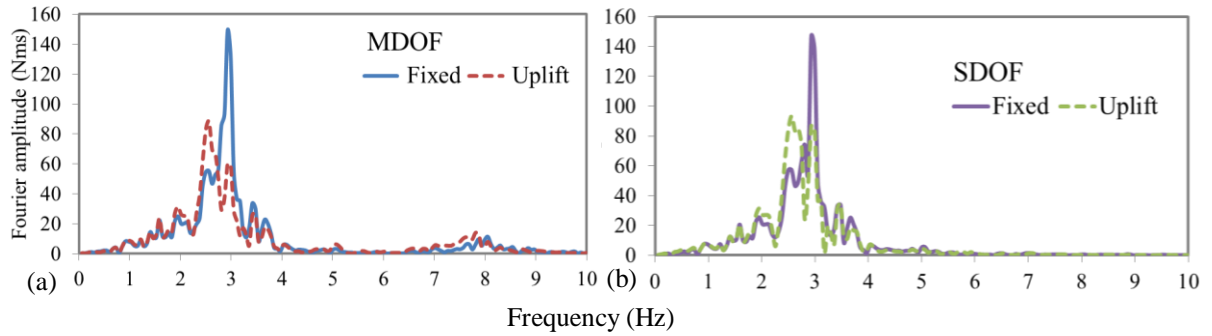 Fourier amplitude (Nms)
160
140
120
100
80
60
40
20
0
MDOF
Fixed Uplift
0 1 2 3 4 5 6 7 8 9 10
(a)
160
140
120
100
80
60
40
20
0
SDOF
Fixed Uplift
0 1 2 3 4 5 6 7 8 9 10
(b)
Frequency (Hz)